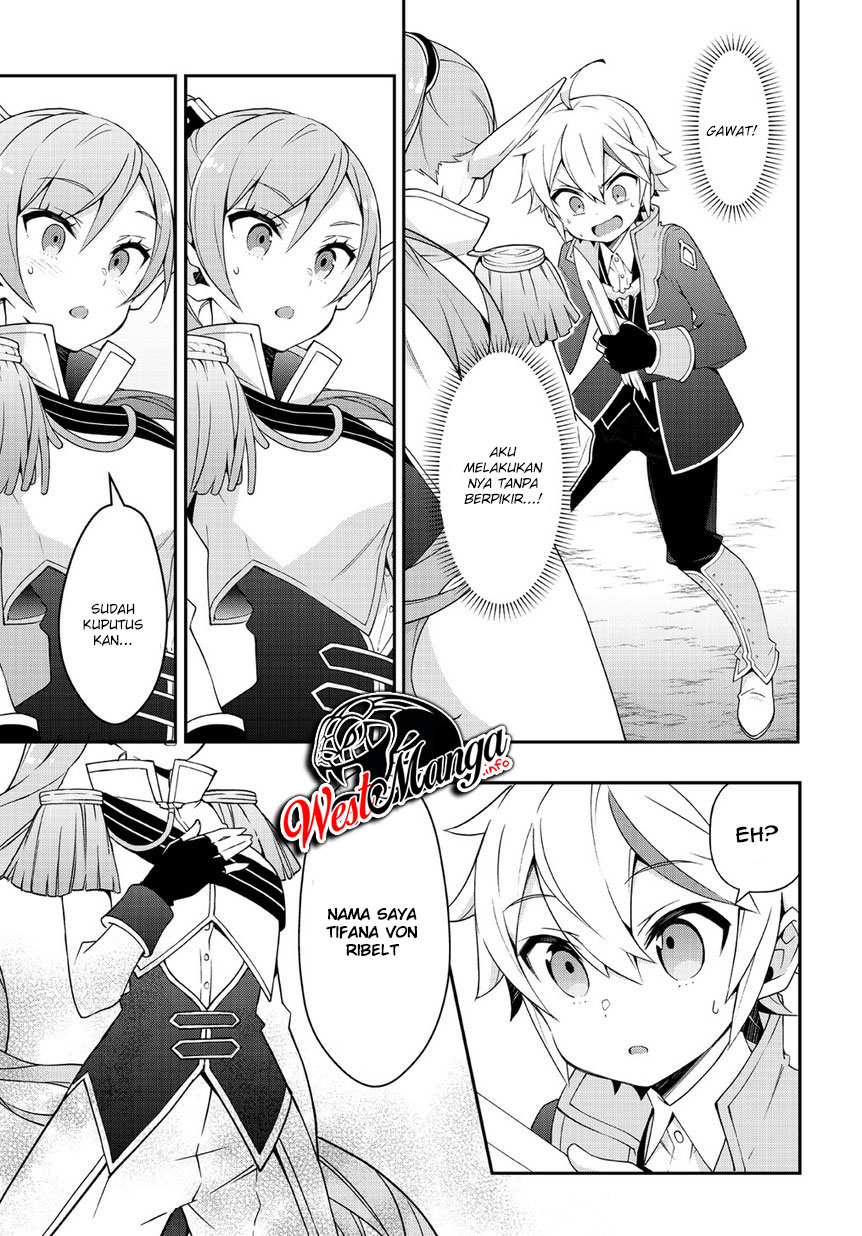 GAWAT!
AKU
MELAKUKAN
NYA TANPA
BERPIKIR...!
SUDAH
KUPUTUS
KAN...
WestManga
.info
EH?
NAMA SAYA
TIFANA VON
RIBELT